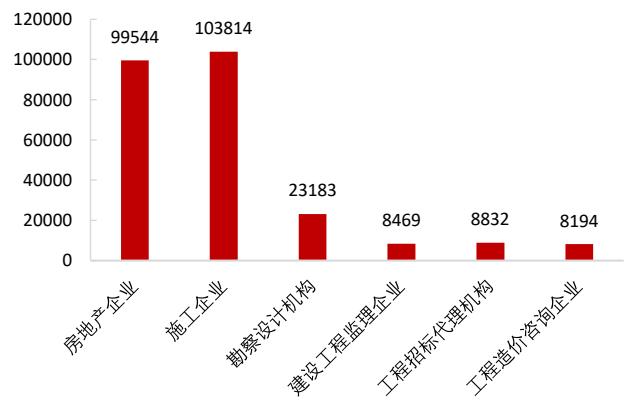 120000
100000
80000
60000
40000
20000
0
99544
103814
23183
8469
8832
8194
房地产企业
施工企业
勘察设计机构
建设工程监理企业
工程招标代理机构
工程造价咨询企业